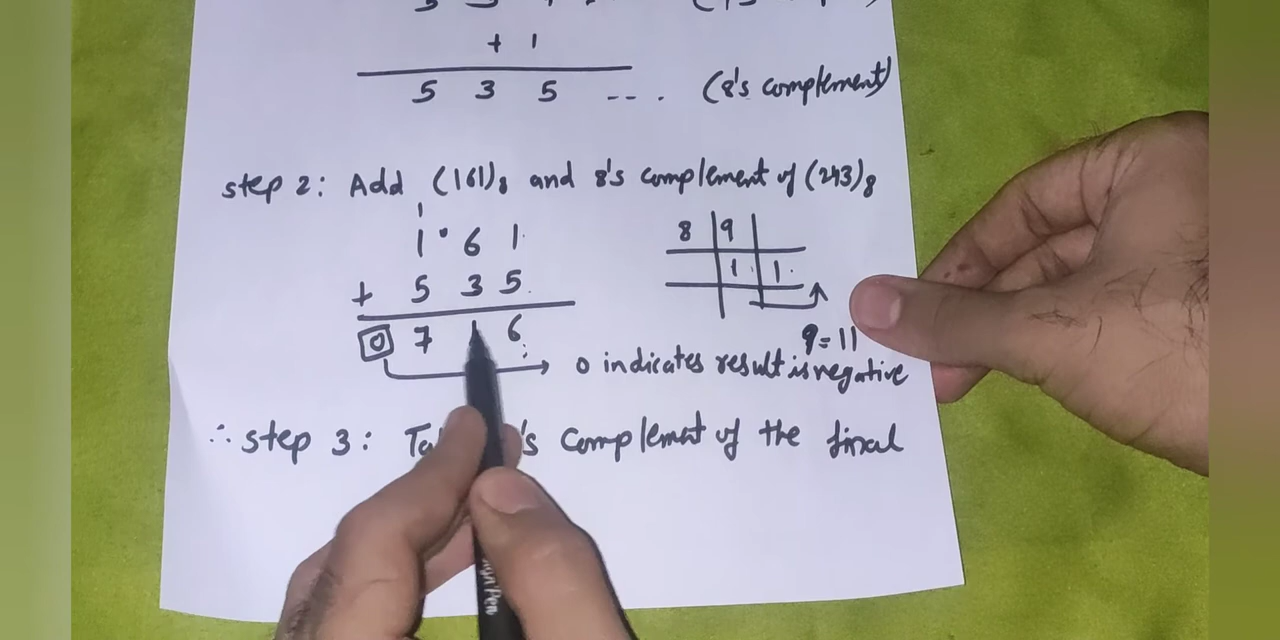 + 1
5 3 5 --- . (8's complement)
step 2: Add (161)8 and 8's complement of (243)8
1
1 6 1
+ 5 3 5
0 7 1 6
8 9
1 1
9 = 11
0 indicates result is negative
∴ step 3: 's complement of the final